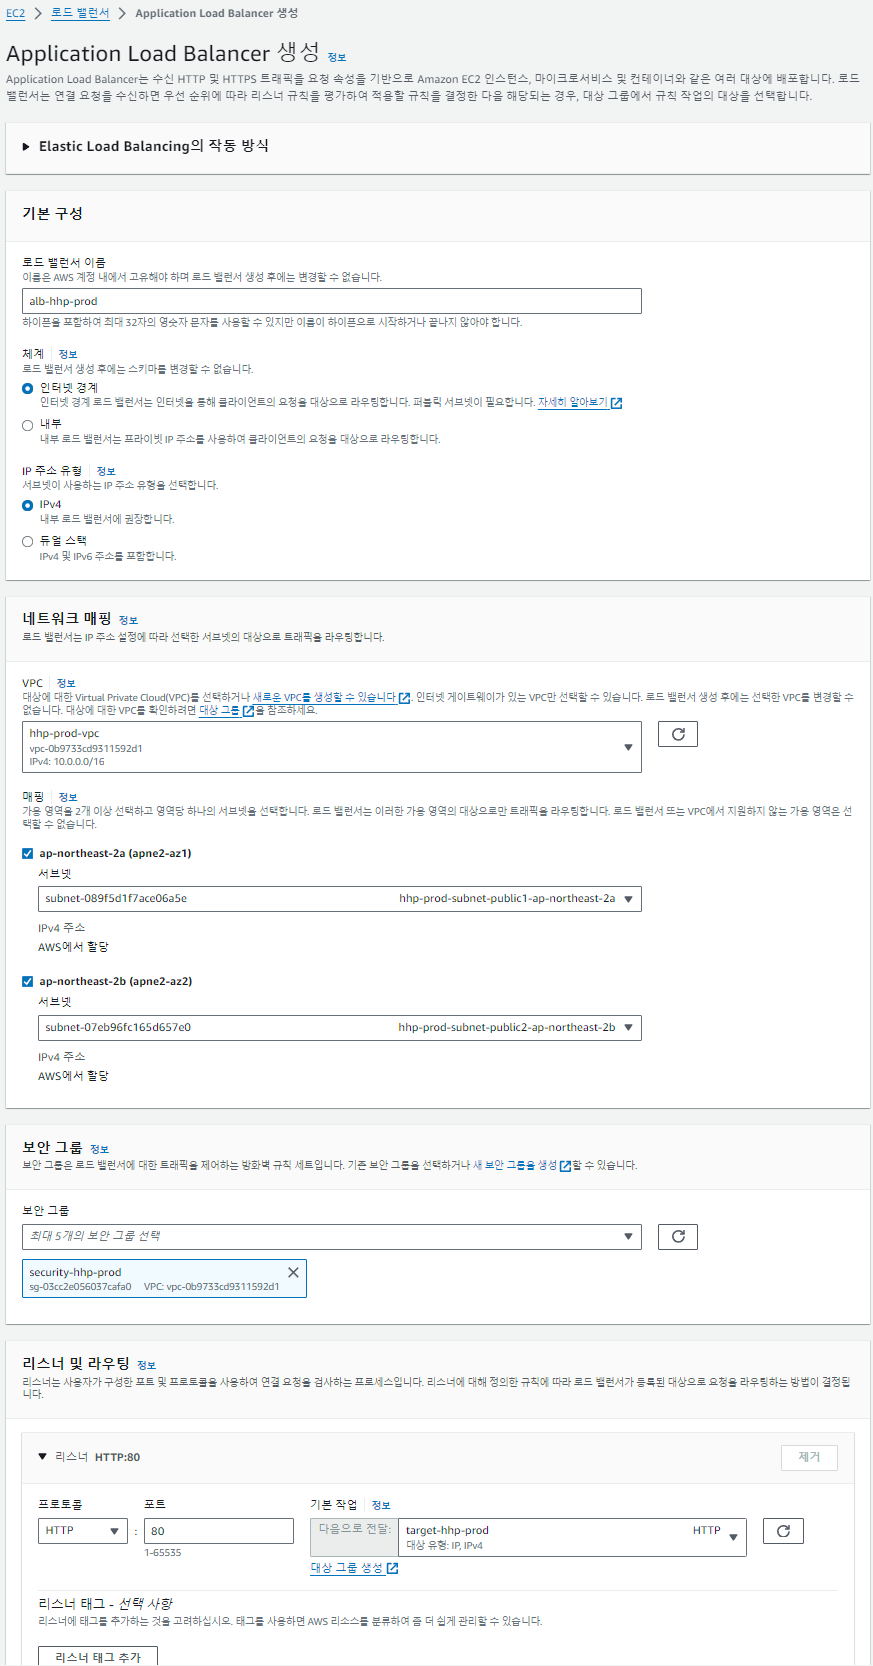 EC2 > 로드 밸런서 > Application Load Balancer 생성
Application Load Balancer 생성 정보
Application Load Balancer는 수신 HTTP 및 HTTPS 트래픽을 요청 속성을 기반으로 Amazon EC2 인스턴스, 마이크로서비스 및 컨테이너와 같은 여러 대상에 배포합니다. 로드
밸런서는 연결 요청을 수신하면 우선 순위에 따라 리스너 규칙을 평가하여 적용할 규칙을 결정한 다음 해당되는 경우, 대상 그룹에서 규칙 작업의 대상을 선택합니다.
Elastic Load Balancing의 작동 방식
기본 구성
로드 밸런서 이름
이름은 AWS 계정 내에서 고유해야 하며 로드 밸런서 생성 후에는 변경할 수 없습니다.
alb-hhp-prod
하이픈을 포함하여 최대 32자의 영숫자 문자를 사용할 수 있지만 이름이 하이픈으로 시작하거나 끝나지 않아야 합니다.
체계 정보
로드 밸런서 생성 후에는 스키마를 변경할 수 없습니다.
인터넷 경계
인터넷 경계 로드 밸런서는 인터넷을 통해 클라이언트의 요청을 대상으로 라우팅합니다. 퍼블릭 서브넷이 필요합니다. 자세히 알아보기
내부
내부 로드 밸런서는 프라이빗 IP 주소를 사용하여 클라이언트의 요청을 대상으로 라우팅합니다.
IP 주소 유형 정보
서브넷이 사용하는 IP 주소 유형을 선택합니다.
IPv4
내부 로드 밸런서에 권장합니다.
듀얼 스택
IPv4 및 IPv6 주소를 포함합니다.
네트워크 매핑 정보
로드 밸런서는 IP 주소 설정에 따라 선택한 서브넷의 대상으로 트래픽을 라우팅합니다.
VPC 정보
대상에 대한 Virtual Private Cloud(VPC)를 선택하거나 새로운 VPC를 생성할 수 있습니다. 인터넷 게이트웨이가 있는 VPC만 선택할 수 있습니다. 로드 밸런서 생성 후에는 선택한 VPC를 변경할 수
없습니다. 대상에 대한 VPC를 확인하려면 대상 그룹을 참조하세요.
hhp-prod-vpc
vpc-0b9733cd9311592d1
IPv4: 10.0.0.0/16
매핑 정보
가용 영역을 2개 이상 선택하고 영역당 하나의 서브넷을 선택합니다. 로드 밸런서는 이러한 가용 영역의 대상으로만 트래픽을 라우팅합니다. 로드 밸런서 또는 VPC에서 지원하지 않는 가용 영역은 선
택할 수 없습니다.
ap-northeast-2a (apne2-az1)
서브넷
subnet-089f5d1f7ace06a5e hhp-prod-subnet-public1-ap-northeast-2a
IPv4 주소
AWS에서 할당
ap-northeast-2b (apne2-az2)
서브넷
subnet-07eb96fc165d657e0 hhp-prod-subnet-public2-ap-northeast-2b
IPv4 주소
AWS에서 할당
보안 그룹 정보
보안 그룹은 로드 밸런서에 대한 트래픽을 제어하는 방화벽 규칙 세트입니다. 기존 보안 그룹을 선택하거나 새 보안 그룹을 생성할 수 있습니다.
보안 그룹
최대 5개의 보안 그룹 선택
security-hhp-prod
sg-03cc2e056037cafa0 VPC: vpc-0b9733cd9311592d1
리스너 및 라우팅 정보
리스너는 사용자가 구성한 포트 및 프로토콜을 사용하여 연결 요청을 검사하는 프로세스입니다. 리스너에 대해 정의한 규칙에 따라 로드 밸런서가 등록된 대상으로 요청을 라우팅하는 방법이 결정됩
니다.
리스너 HTTP:80 제거
프로토콜 포트 기본 작업 정보
HTTP : 80 다음으로 전달: target-hhp-prod HTTP
대상 유형: IP, IPv4
1-65535
대상 그룹 생성
리스너 태그 - 선택 사항
리스너에 태그를 추가하는 것을 고려하십시오. 태그를 사용하면 AWS 리소스를 분류하여 좀 더 쉽게 관리할 수 있습니다.
리스너 태그 추가